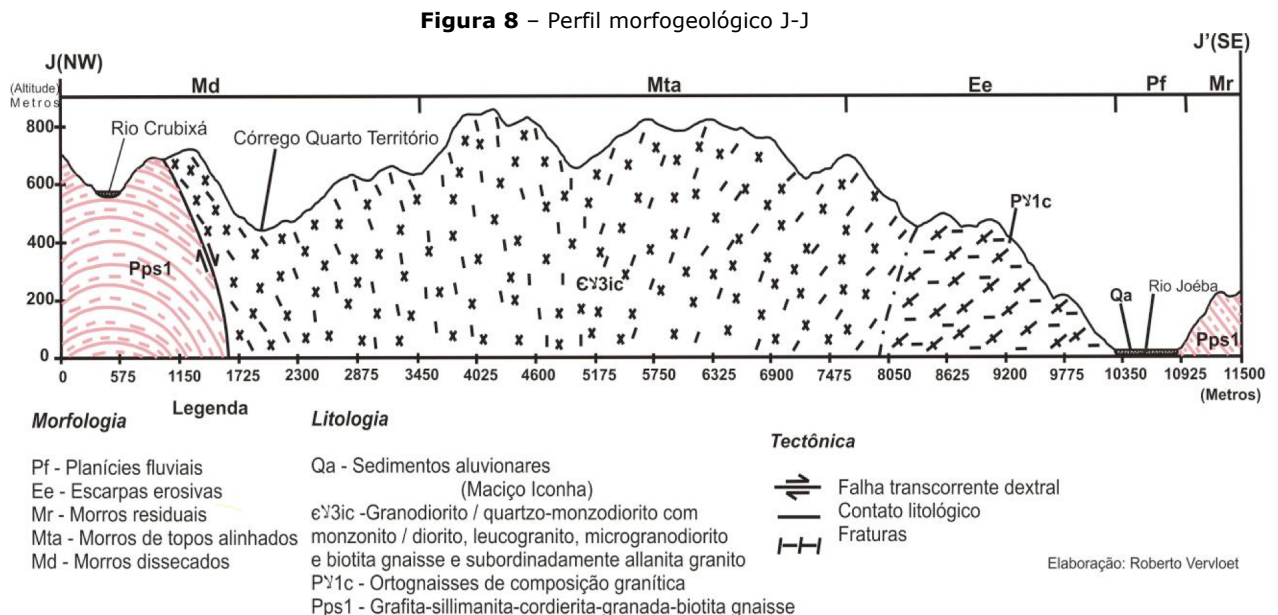 Figura 8 – Perfil morfogeológico J-J
J(NW)
J'(SE)
(Altitude)
Metros
Md
Mta
Ee
Pf
Mr
800
600
400
200
0
Rio Crubixá
Córrego Quarto Território
Pps1
Є४3ic
P४1c
Qa
Rio Joéba
Pps1
0 575 1150 1725 2300 2875 3450 4025 4600 5175 5750 6325 6900 7475 8050 8625 9200 9775 10350 10925 11500
(Metros)
Legenda
Morfologia
Pf - Planícies fluviais
Ee - Escarpas erosivas
Mr - Morros residuais
Mta - Morros de topos alinhados
Md - Morros dissecados
Litologia
Qa - Sedimentos aluvionares
(Maciço Iconha)
є४3ic -Granodiorito / quartzo-monzodiorito com
monzonito / diorito, leucogranito, microgranodiorito
e biotita gnaisse e subordinadamente allanita granito
P४1c - Ortognaisses de composição granítica
Pps1 - Grafita-sillimanita-cordierita-granada-biotita gnaisse
Tectônica
Falha transcorrente dextral
Contato litológico
Fraturas
Elaboração: Roberto Vervloet